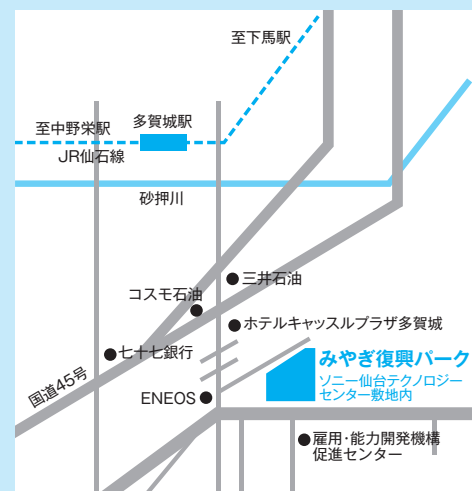 至下馬駅
多賀城駅
至中野栄駅
JR仙石線
砂押川
三井石油
コスモ石油
ホテルキャッスルプラザ多賀城
七十七銀行
みやぎ復興パーク
ソニー仙台テクノロジー
センター敷地内
国道45号
ENEOS
雇用・能力開発機構
促進センター